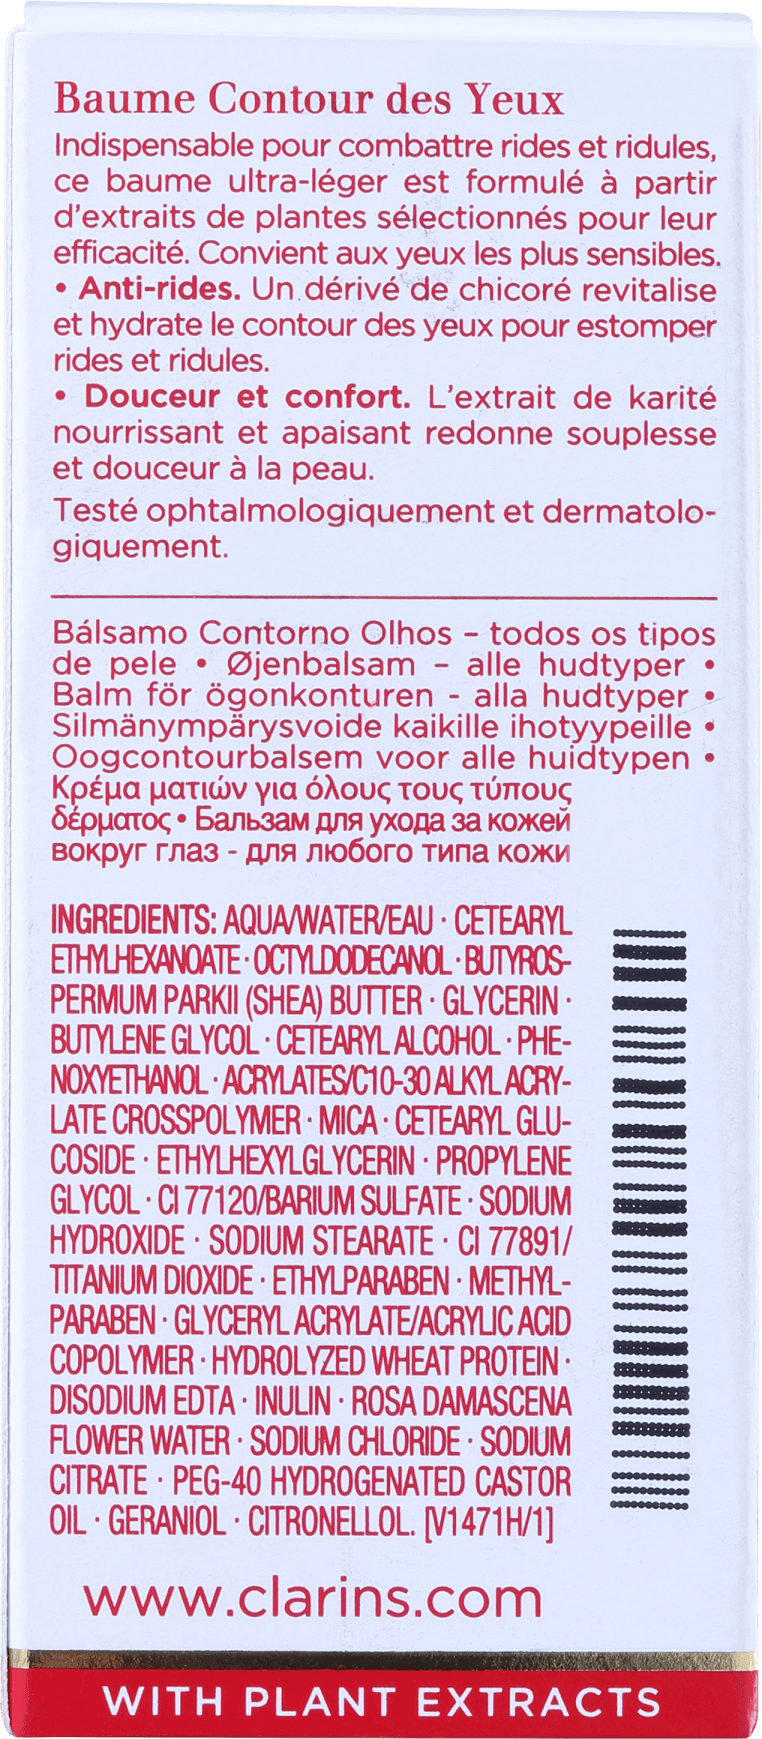 Baume Contour des Yeux
Indispensable pour combattre rides et ridules,
ce baume ultra-léger est formulé à partir
d'extraits de plantes sélectionnés pour leur
efficacité. Convient aux yeux les plus sensibles.
• Anti-rides. Un dérivé de chicoré revitalise
et hydrate le contour des yeux pour estomper
rides et ridules.
• Douceur et confort. L'extrait de karité
nourrissant et apaisant redonne souplesse
et douceur à la peau.
Testé ophtalmologiquement et dermatolo-
giquement.
Bálsamo Contorno Olhos – todos os tipos
de pele • Øjenbalsam – alle hudtyper •
Balm för ögonkonturen - alla hudtyper •
Silmänympärysvoide kaikille ihotyypeille •
Oogcontourbalsem voor alle huidtypen •
Κρέμα ματιών για όλους τους τύπους
δέρματος • Бальзам для ухода за кожей
вокруг глаз - для любого типа кожи
INGREDIENTS: AQUA/WATER/EAU · CETEARYL
ETHYLHEXANOATE · OCTYLDODECANOL · BUTYROS-
PERMUM PARKII (SHEA) BUTTER · GLYCERIN ·
BUTYLENE GLYCOL · CETEARYL ALCOHOL · PHE-
NOXYETHANOL · ACRYLATES/C10-30 ALKYL ACRY-
LATE CROSSPOLYMER · MICA · CETEARYL GLU-
COSIDE · ETHYLHEXYLGLYCERIN · PROPYLENE
GLYCOL · CI 77120/BARIUM SULFATE · SODIUM
HYDROXIDE · SODIUM STEARATE · CI 77891/
TITANIUM DIOXIDE · ETHYLPARABEN · METHYL-
PARABEN · GLYCERYL ACRYLATE/ACRYLIC ACID
COPOLYMER · HYDROLYZED WHEAT PROTEIN ·
DISODIUM EDTA · INULIN · ROSA DAMASCENA
FLOWER WATER · SODIUM CHLORIDE · SODIUM
CITRATE · PEG-40 HYDROGENATED CASTOR
OIL · GERANIOL · CITRONELLOL. [V1471H/1]
www.clarins.com
WITH PLANT EXTRACTS